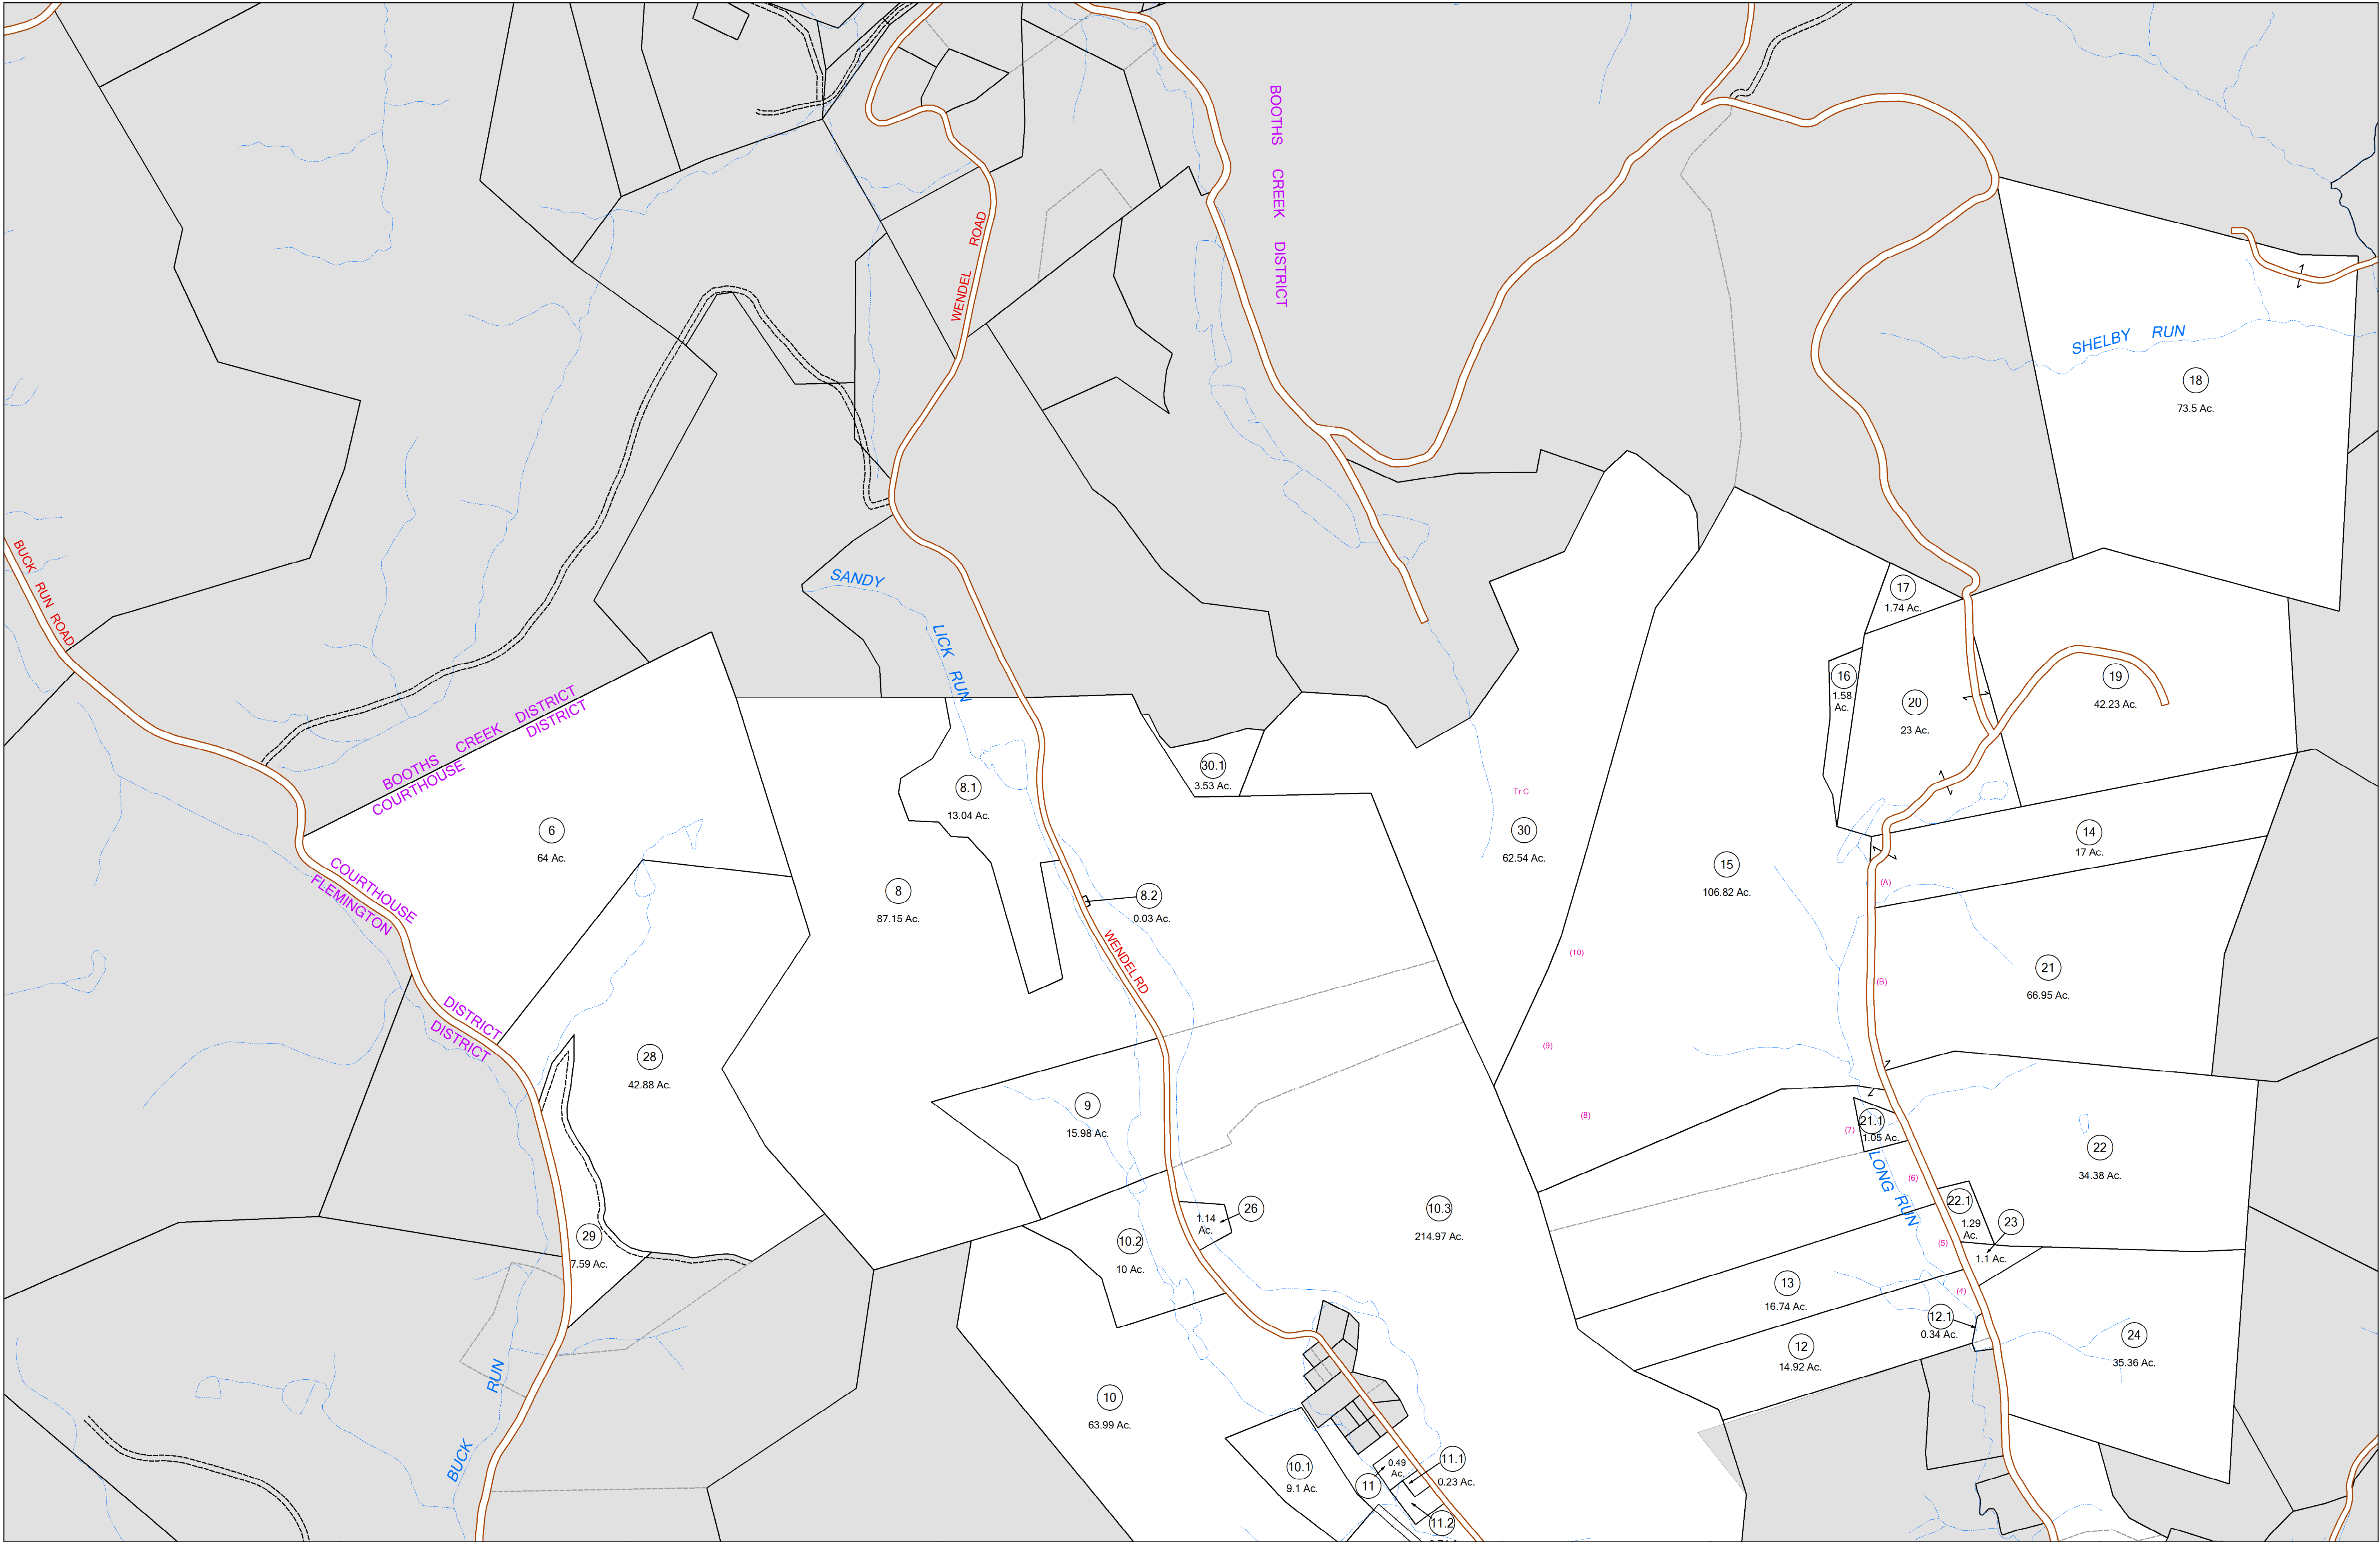 BOOTHS CREEK DISTRICT
WENDEL ROAD
SHELBY RUN
18
73.5 Ac.
BUCK RUN ROAD
SANDY
LICK RUN
17
1.74 Ac.
16
1.58
Ac.
20
23 Ac.
19
42.23 Ac.
BOOTHS CREEK DISTRICT
COURTHOUSE DISTRICT
30.1
3.53 Ac.
8.1
13.04 Ac.
Tr C
6
64 Ac.
30
62.54 Ac.
14
17 Ac.
15
106.82 Ac.
COURTHOUSE
FLEMINGTON
8
87.15 Ac.
8.2
0.03 Ac.
(A)
WENDEL RD
(10)
21
66.95 Ac.
(B)
DISTRICT
DISTRICT
28
42.88 Ac.
(9)
9
15.98 Ac.
(8)
(7)
21.1
1.05 Ac.
22
34.38 Ac.
LONG RUN
(6)
22.1
1.29
Ac.
26
1.14
Ac.
10.3
214.97 Ac.
23
1.1 Ac.
29
7.59 Ac.
10.2
10 Ac.
(5)
13
16.74 Ac.
(4)
12.1
0.34 Ac.
12
14.92 Ac.
24
35.36 Ac.
BUCK RUN
10
63.99 Ac.
10.1
9.1 Ac.
0.49
Ac.
11
11.1
0.23 Ac.
11.2